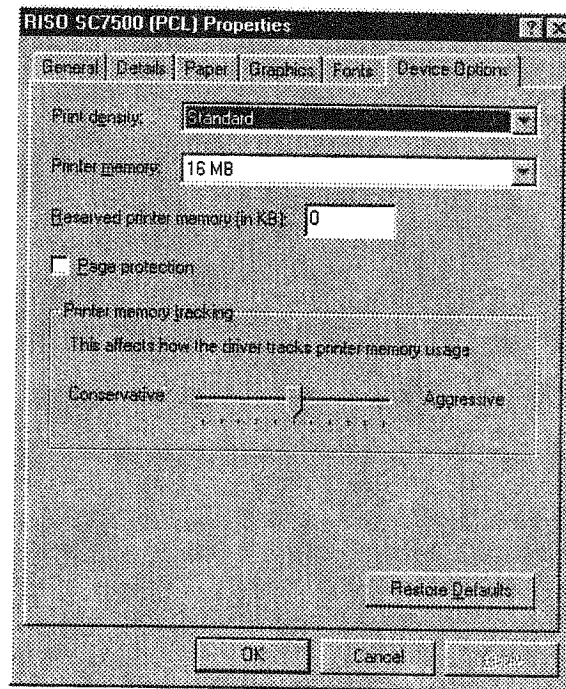 RISO SC7500 (PCL) Properties
General Details Paper Graphics Fonts Device Options
Print density: Standard
Printer memory: 16 MB
Reserved printer memory (in KB): 0
Page protection
Printer memory tracking
This affects how the driver tracks printer memory usage
Conservative Aggressive
Restore Defaults
OK Cancel Apply